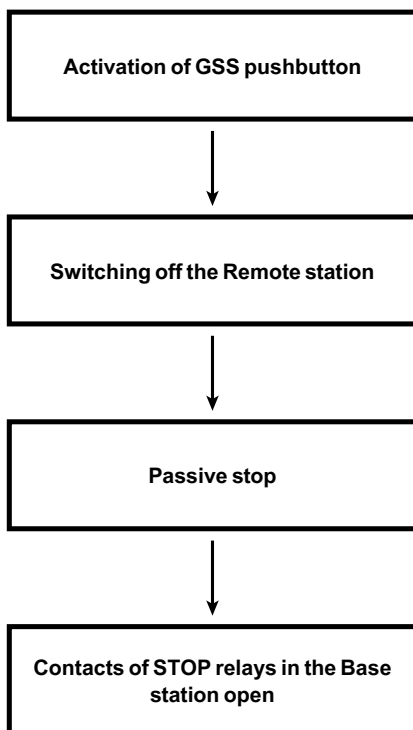 Activation of GSS pushbutton
Switching off the Remote station
Passive stop
Contacts of STOP relays in the Base
station open